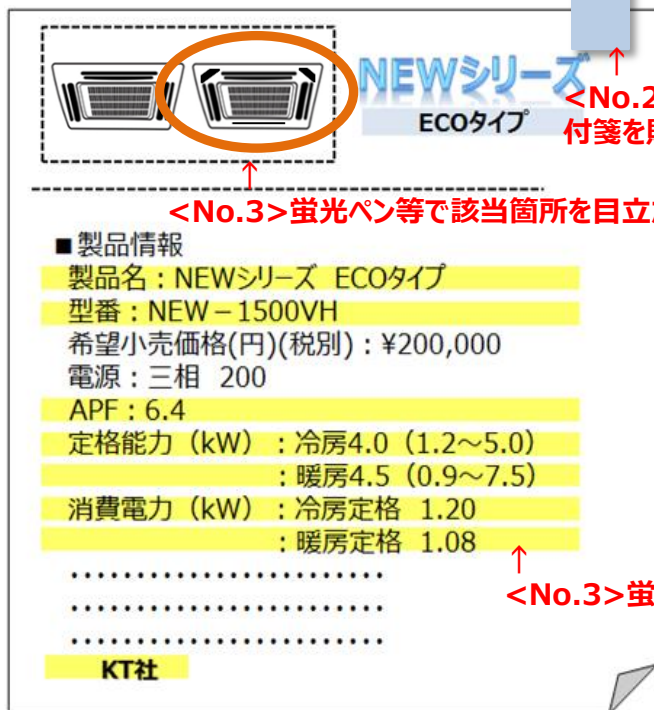 NEWシリーズ
ECOタイプ
↑
<No.2
付箋を
↑
<No.3>蛍光ペン等で該当箇所を目立
■製品情報
製品名：NEWシリーズ ECOタイプ
型番：NEW－1500VH
希望小売価格(円)(税別)：¥200,000
電源：三相 200
APF：6.4
定格能力（kW）：冷房4.0（1.2～5.0）
：暖房4.5（0.9～7.5）
消費電力（kW）：冷房定格 1.20
：暖房定格 1.08
↑
<No.3>蛍
････････････････････････
････････････････････････
････････････････････････
KT社